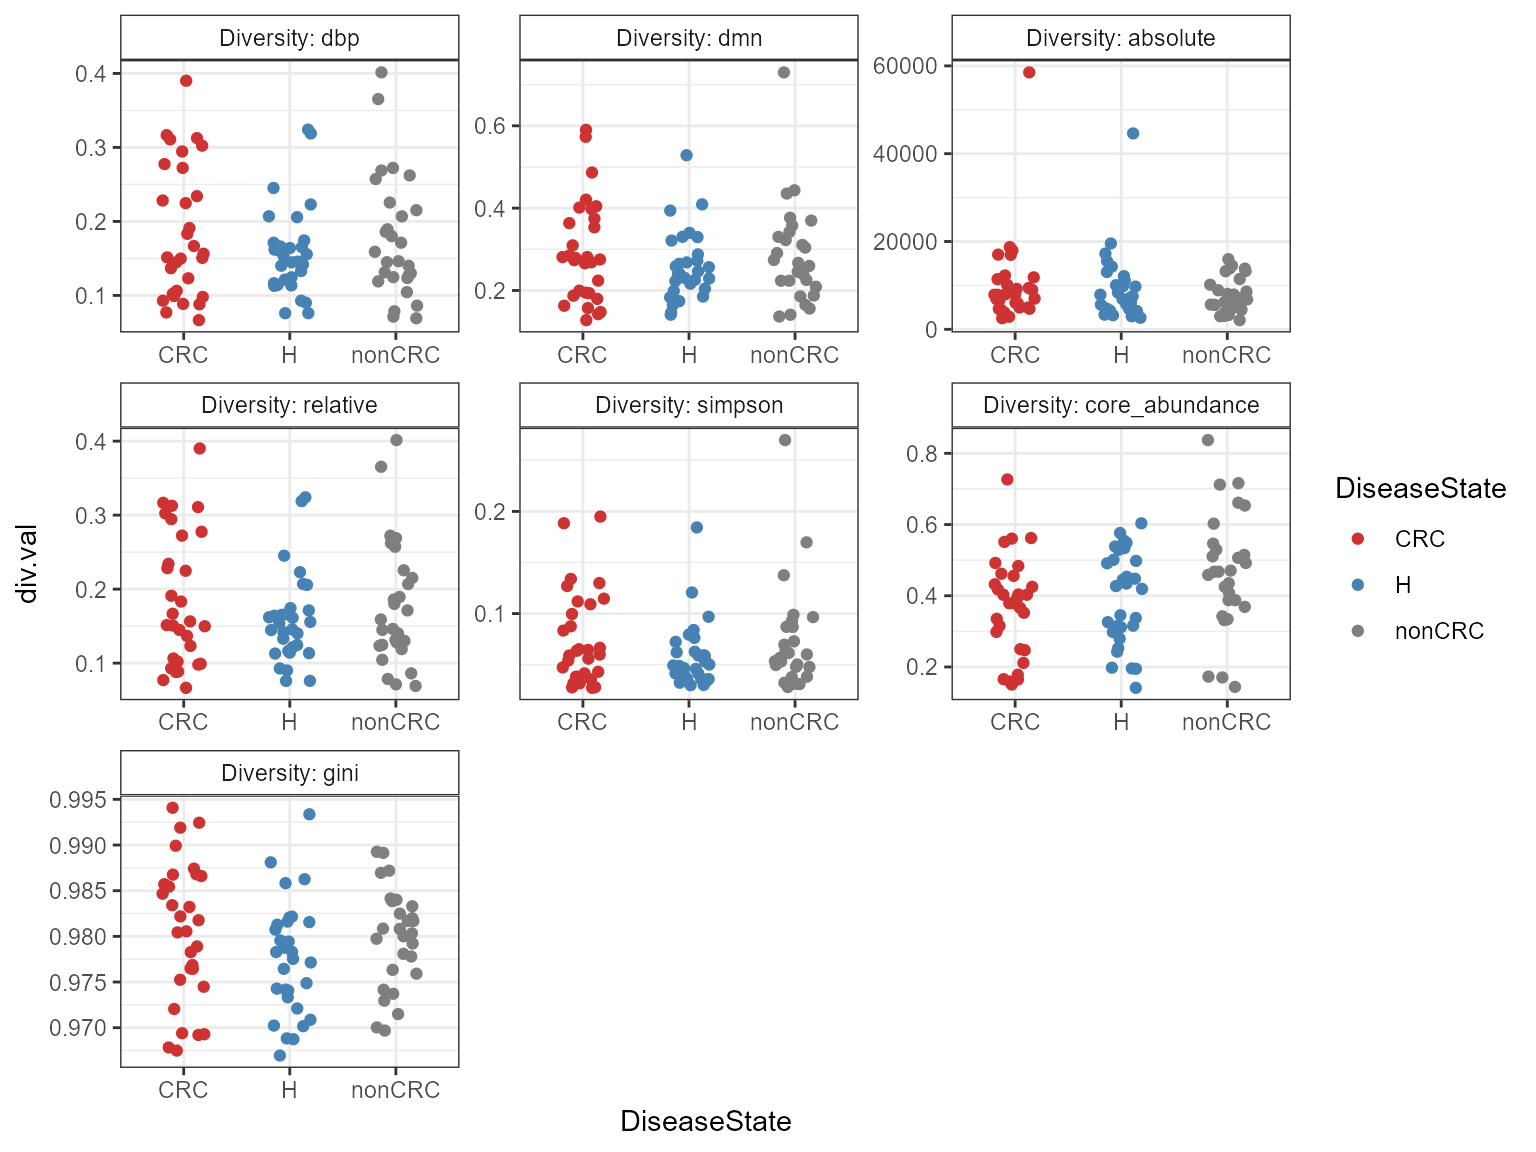 Diversity: dbp
Diversity: dmn
Diversity: absolute
0.4
0.3
0.2
0.1
0.6
0.4
0.2
60000
40000
20000
0
CRC H nonCRC
CRC H nonCRC
CRC H nonCRC
Diversity: relative
Diversity: simpson
Diversity: core_abundance
0.4
0.3
0.2
0.1
0.2
0.1
0.8
0.6
0.4
0.2
CRC H nonCRC
CRC H nonCRC
CRC H nonCRC
Diversity: gini
0.995
0.990
0.985
0.980
0.975
0.970
CRC H nonCRC
div.val
DiseaseState
DiseaseState
CRC
H
nonCRC